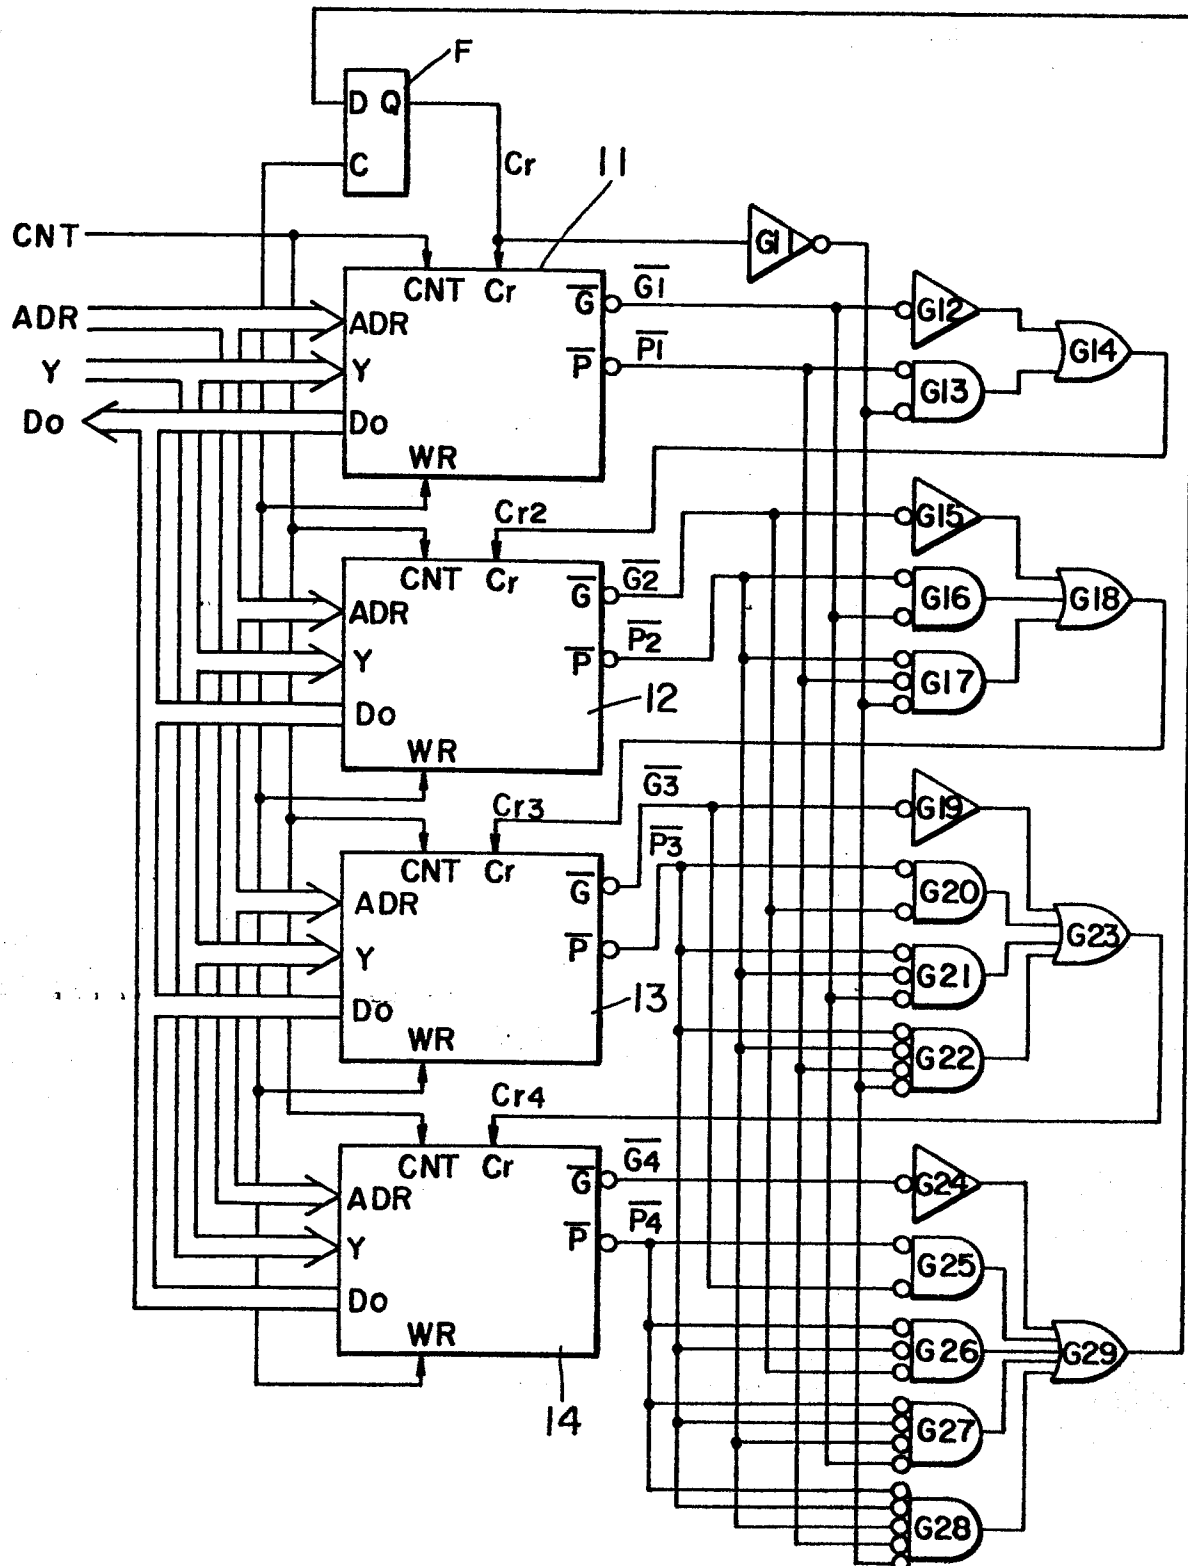 F
D Q
C
Cr
11
CNT
G11
CNT Cr
G
G1
G12
ADR
ADR
P
P1
G14
Y
Y
G13
Do
Do
WR
Cr2
G15
CNT Cr
G
G2
G16
G18
ADR
P
P2
Y
G17
12
Do
WR
G3
Cr3
G19
P3
CNT Cr
G
G20
ADR
G23
P
Y
G21
13
Do
WR
G22
Cr4
CNT Cr
G
G4
G24
ADR
P
P4
Y
G25
Do
WR
G26
G29
14
G27
G28